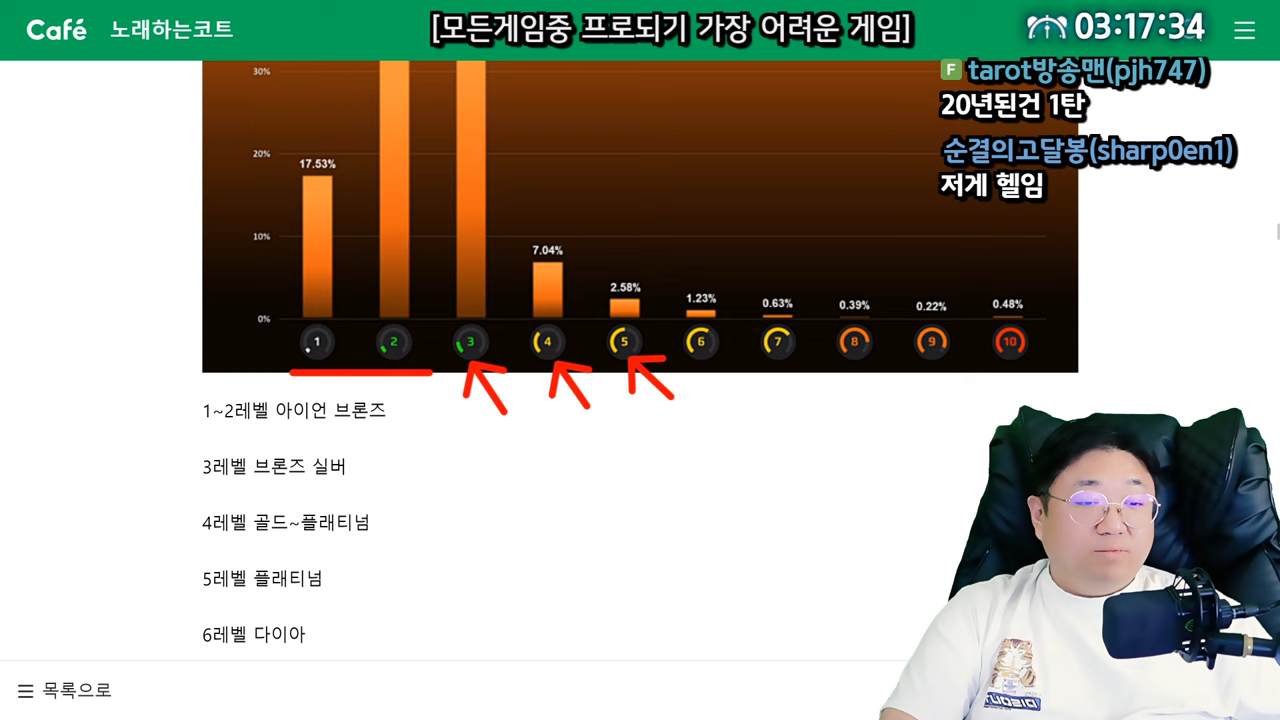 Café 노래하는코트
[모든게임중 프로되기 가장 어려운 게임]
03:17:34
F tarot방송맨(pjh747)
20년된건 1탄
순결의고달봉(sharp0en1)
저게 헬임
30%
20%
10%
0%
17.53%
7.04%
2.58%
1.23%
0.63%
0.39%
0.22%
0.48%
1 2 3 4 5 6 7 8 9 10
1~2레벨 아이언 브론즈
3레벨 브론즈 실버
4레벨 골드~플래티넘
5레벨 플래티넘
6레벨 다이아
목록으로